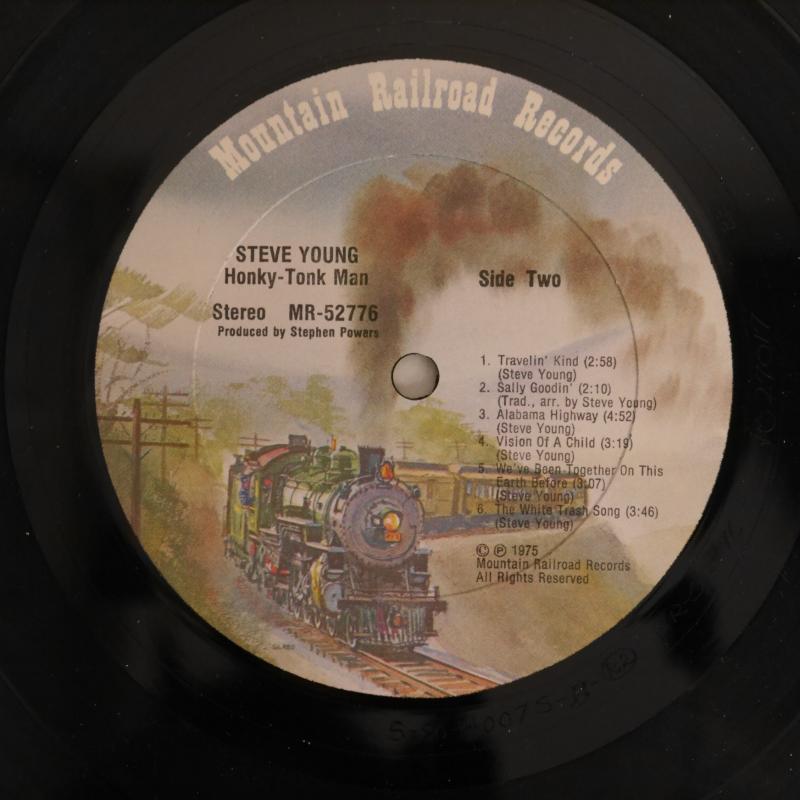 Mountain Railroad Records
STEVE YOUNG
Honky-Tonk Man
Side Two
Stereo MR-52776
Produced by Stephen Powers
1. Travelin' Kind (2:58)
(Steve Young)
2. Sally Goodin' (2:10)
(Trad., arr. by Steve Young)
3. Alabama Highway (4:52)
(Steve Young)
4. Vision Of A Child (3:19)
(Steve Young)
5. We've Been Together On This
Earth Before (3:07)
(Steve Young)
6. The White Trash Song (3:46)
(Steve Young)
© ℗ 1975
Mountain Railroad Records
All Rights Reserved